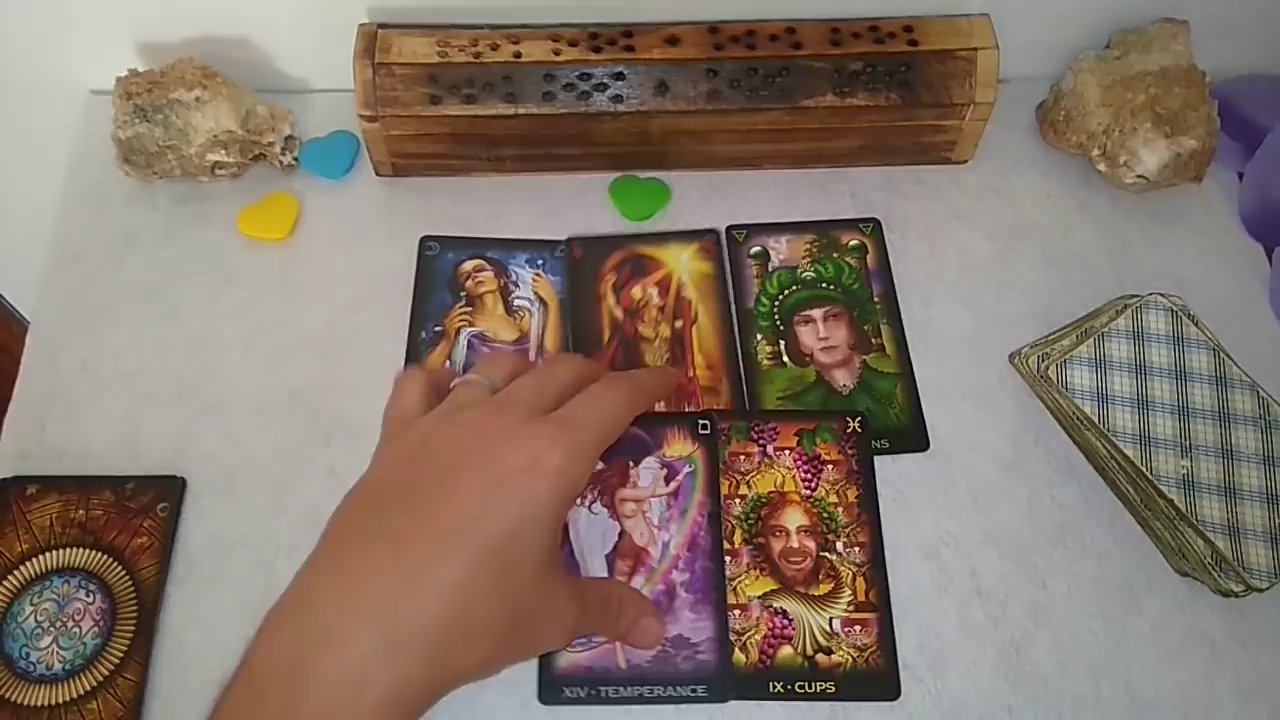 NS
XIV • TEMPERANCE
IX • CUPS